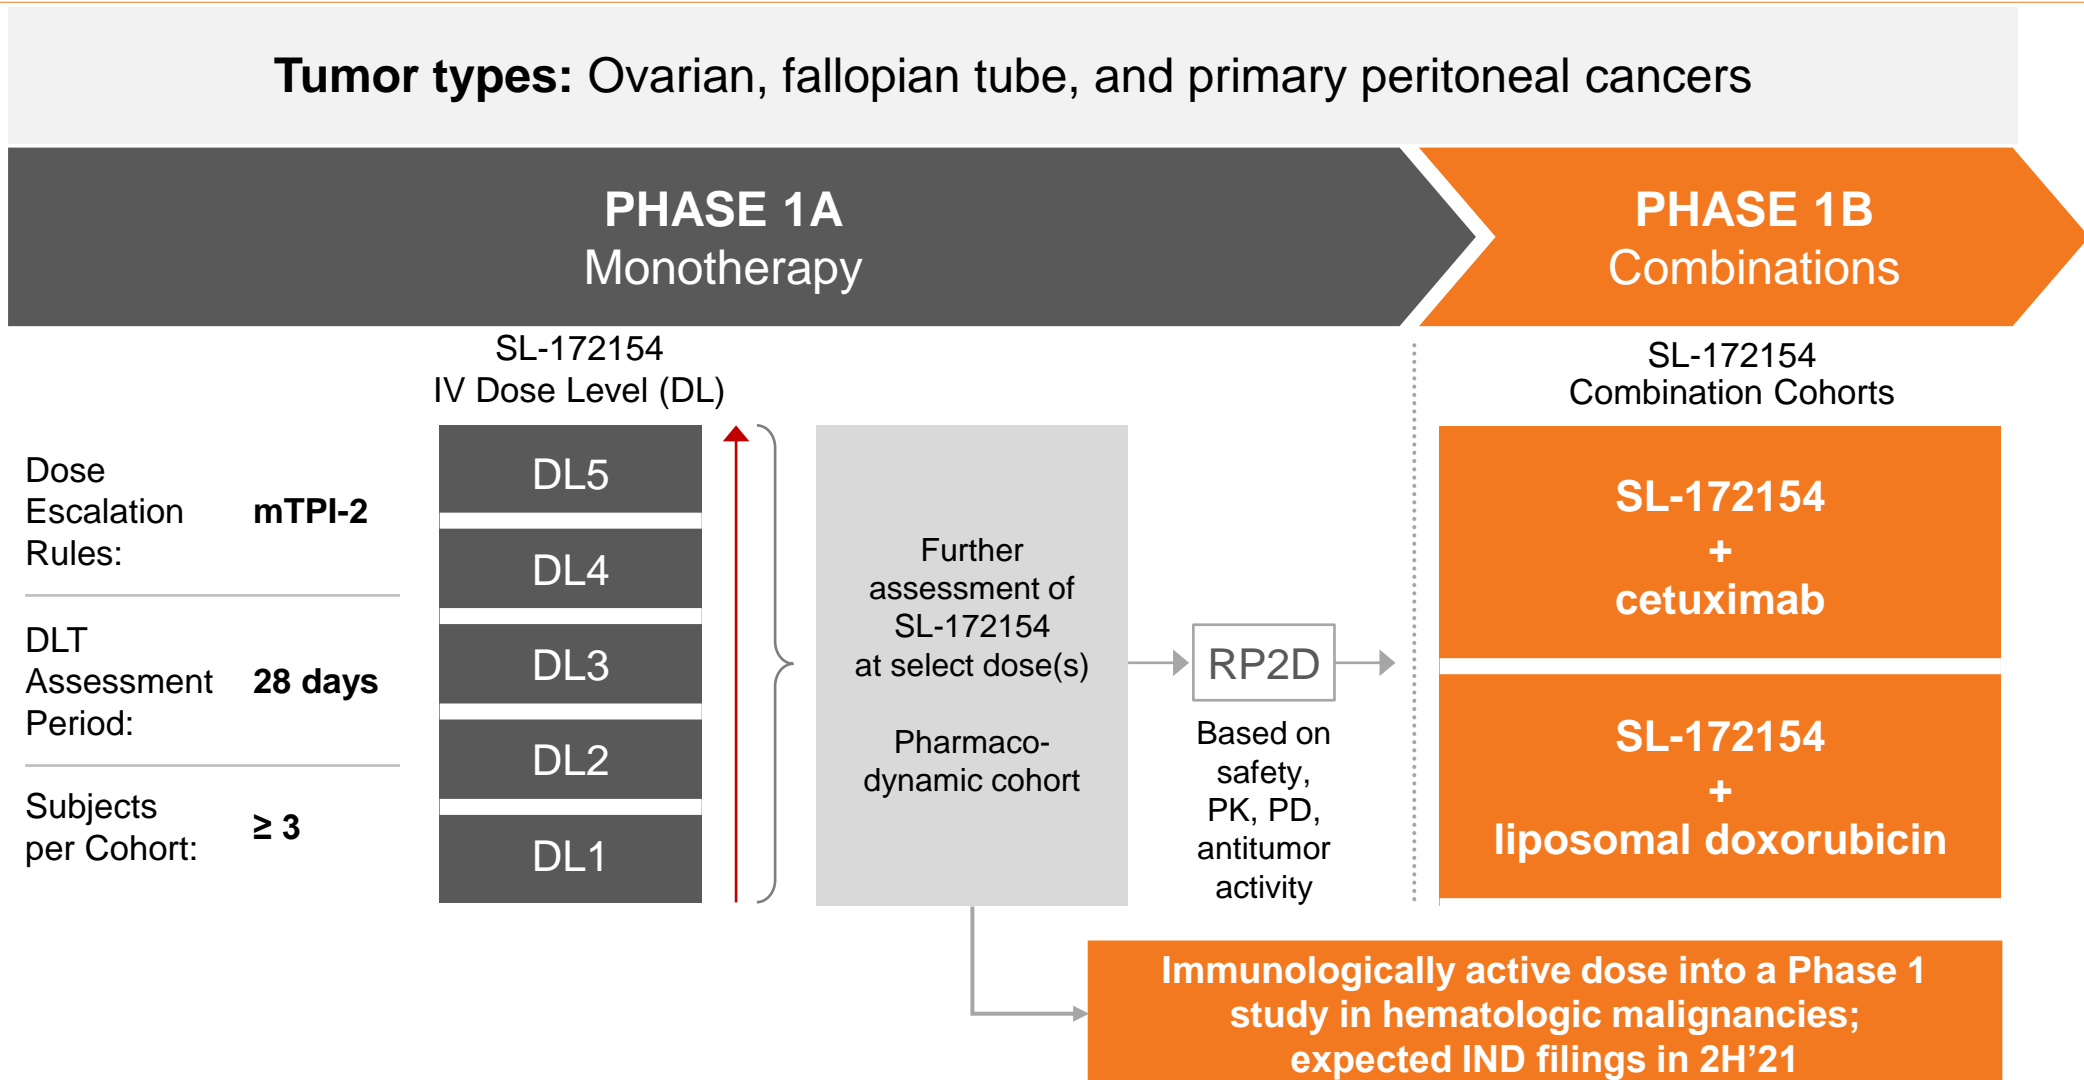 Tumor types: Ovarian, fallopian tube, and primary peritoneal cancers
PHASE 1A
Monotherapy
PHASE 1B
Combinations
SL-172154
IV Dose Level (DL)
SL-172154
Combination Cohorts
Dose
Escalation
Rules:
mTPI-2
DLT
Assessment
Period:
28 days
Subjects
per Cohort:
≥ 3
DL5
DL4
DL3
DL2
DL1
Further
assessment of
SL-172154
at select dose(s)
Pharmaco-
dynamic cohort
RP2D
Based on
safety,
PK, PD,
antitumor
activity
SL-172154
+
cetuximab
SL-172154
+
liposomal doxorubicin
Immunologically active dose into a Phase 1
study in hematologic malignancies;
expected IND filings in 2H'21